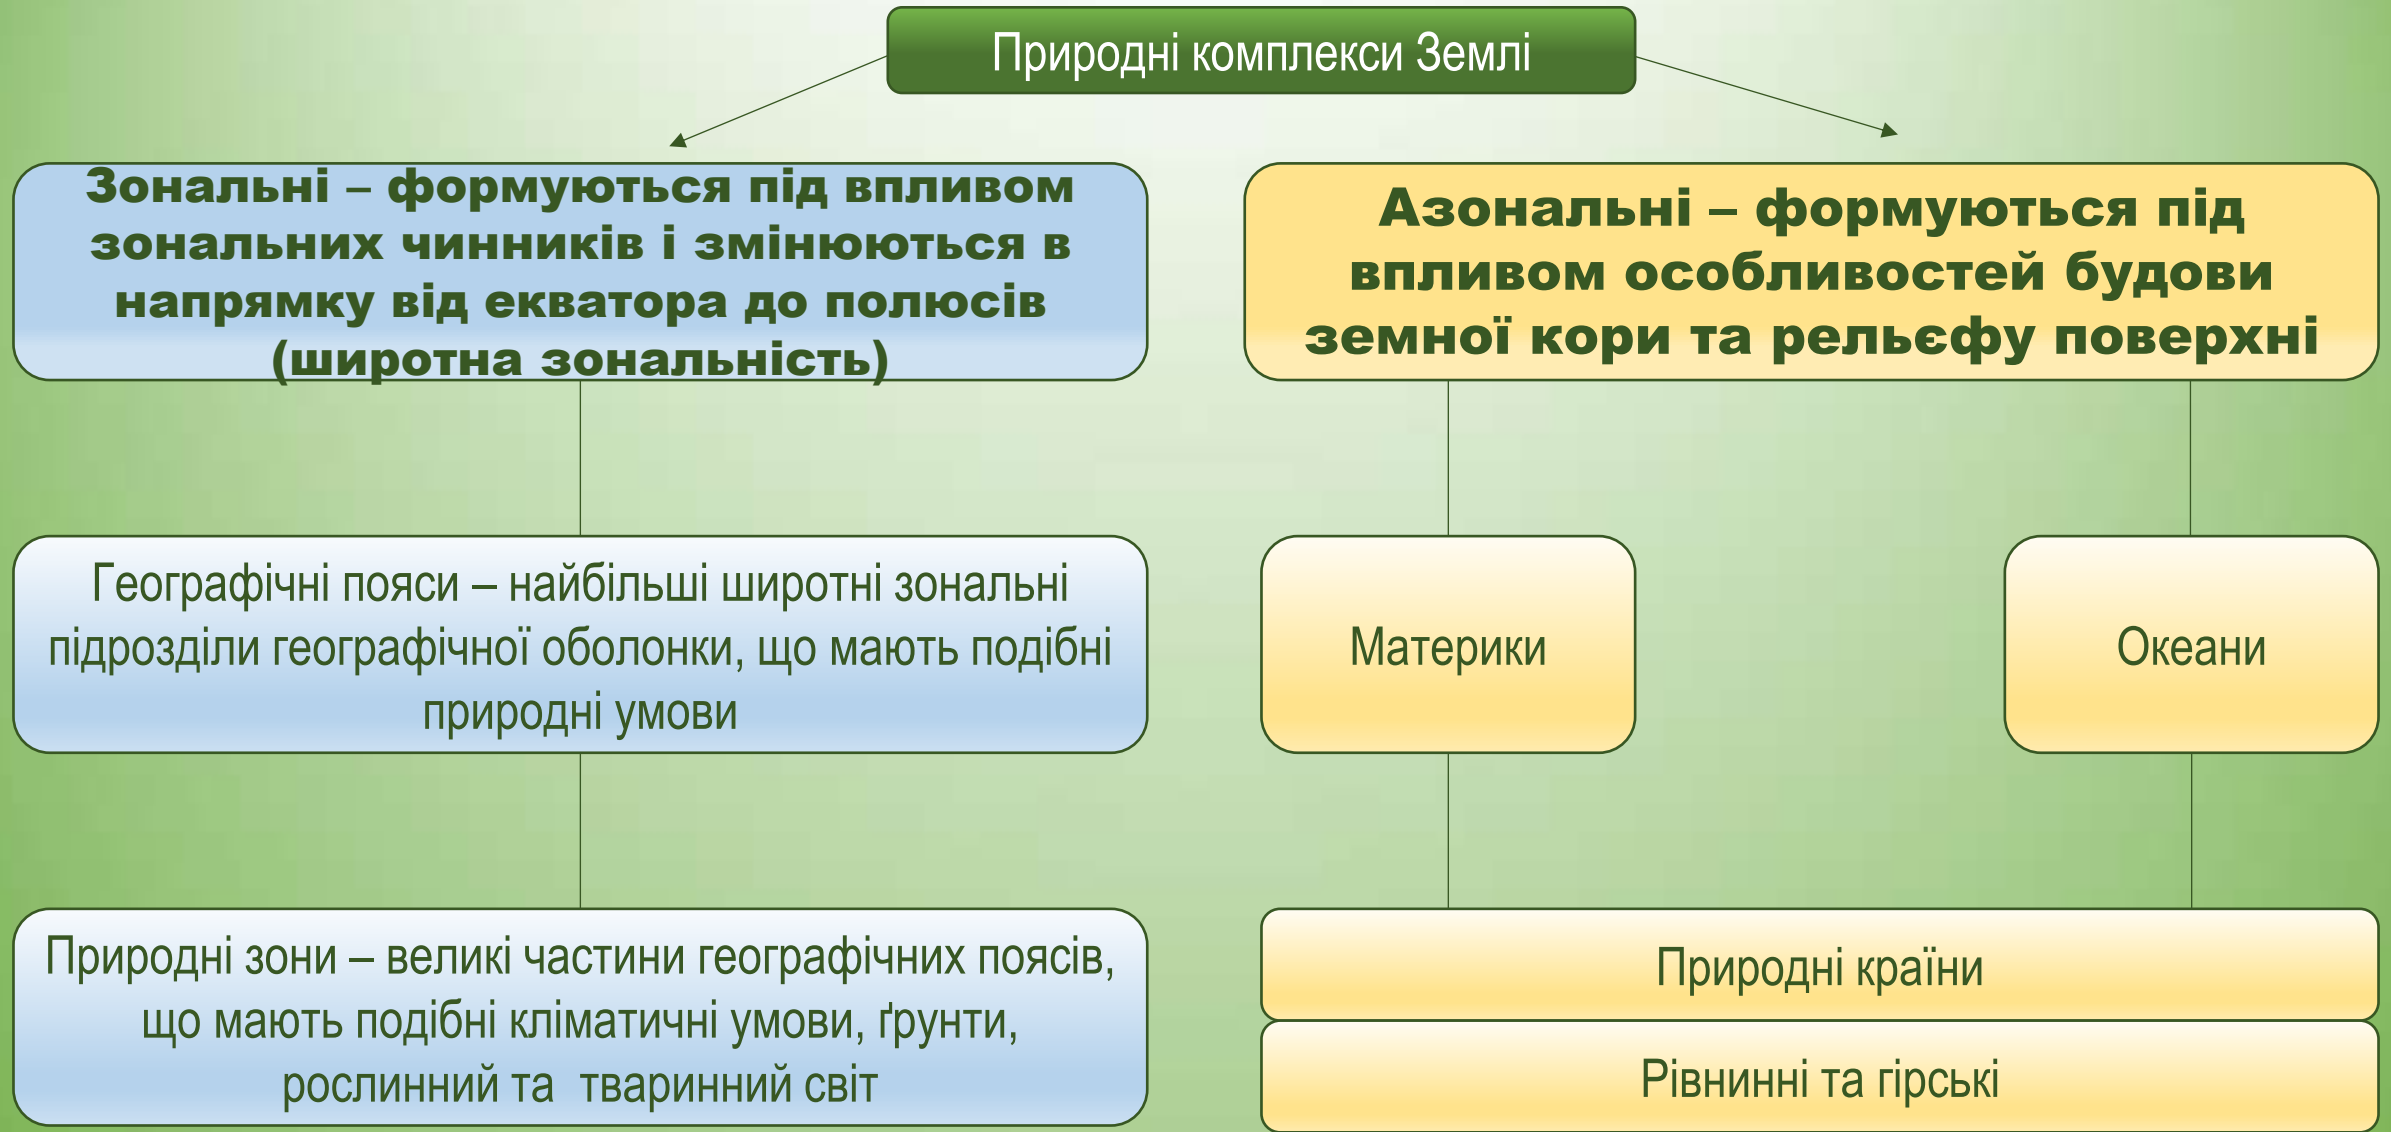 Природні комплекси Землі
Зональні – формуються під впливом
зональних чинників і змінюються в
напрямку від екватора до полюсів
(широтна зональність)
Азональні – формуються під
впливом особливостей будови
земної кори та рельєфу поверхні
Географічні пояси – найбільші широтні зональні
підрозділи географічної оболонки, що мають подібні
природні умови
Материки
Океани
Природні зони – великі частини географічних поясів,
що мають подібні кліматичні умови, ґрунти,
рослинний та  тваринний світ
Природні країни
Рівнинні та гірські